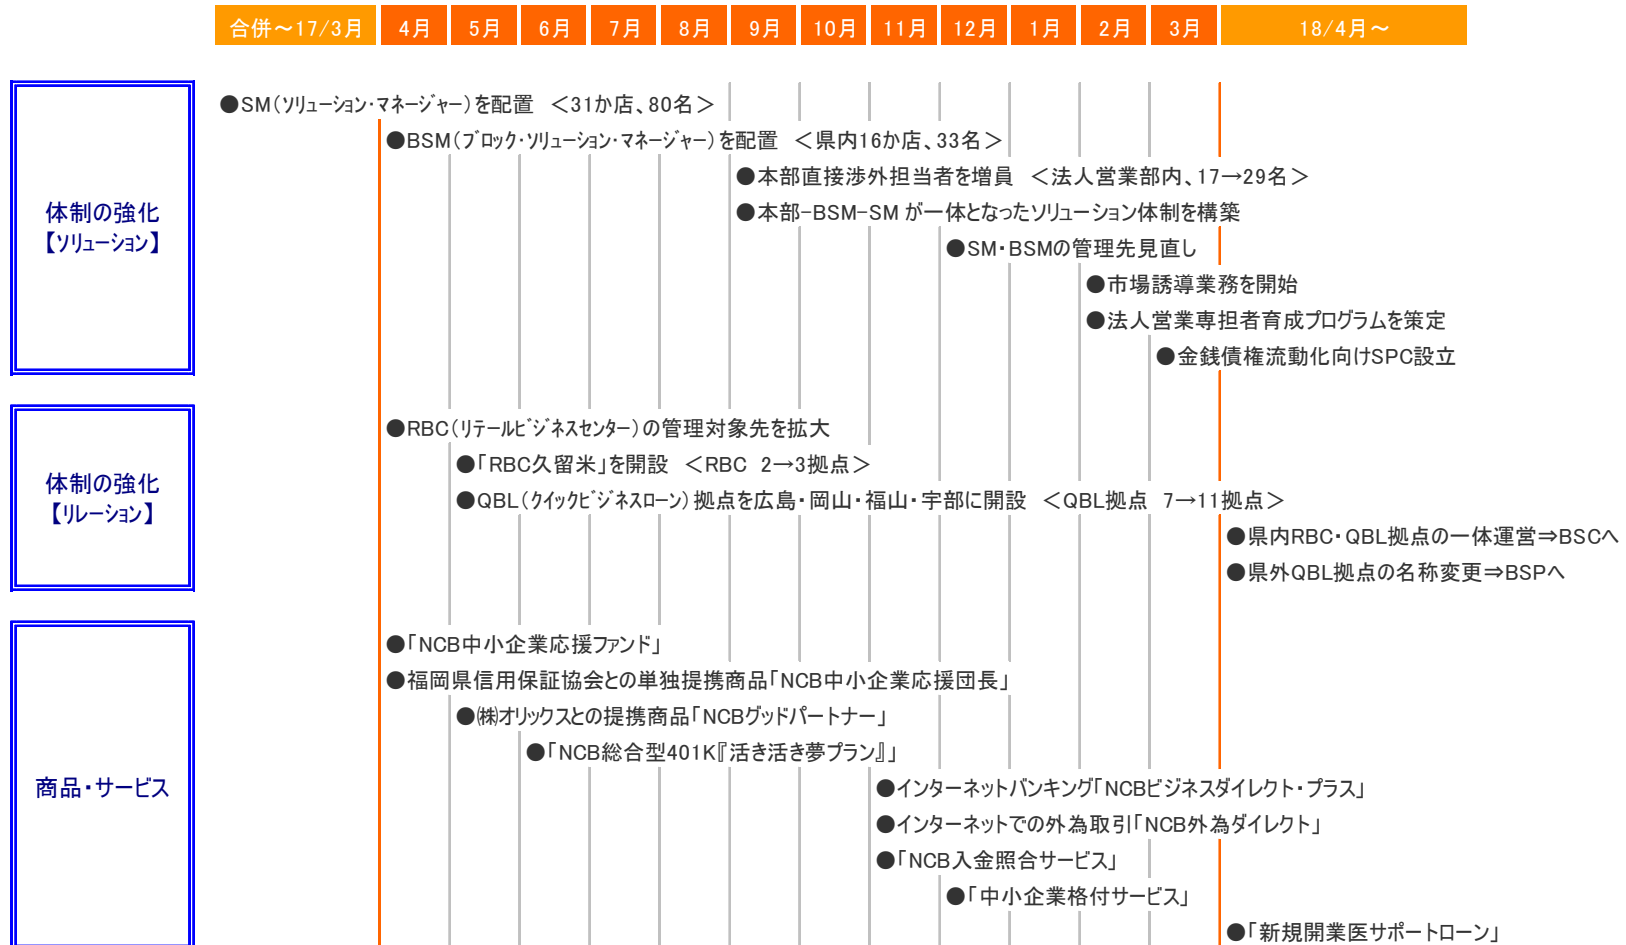 合併～17/3月 4月 5月 6月 7月 8月 9月 10月 11月 12月 1月 2月 3月 18/4月～
体制の強化
【ソリューション】
●SM（ソリューション・マネージャー）を配置 ＜31か店、80名＞
●BSM（ブロック・ソリューション・マネージャー）を配置 ＜県内16か店、33名＞
●本部直接渉外担当者を増員 ＜法人営業部内、17→29名＞
●本部-BSM-SM が一体となったソリューション体制を構築
●SM・BSMの管理先見直し
●市場誘導業務を開始
●法人営業専担者育成プログラムを策定
●金銭債権流動化向けSPC設立
体制の強化
【リレーション】
●RBC（リテールビジネスセンター）の管理対象先を拡大
●「RBC久留米」を開設 ＜RBC 2→3拠点＞
●QBL（クイックビジネスローン）拠点を広島・岡山・福山・宇部に開設 ＜QBL拠点 7→11拠点＞
●県内RBC・QBL拠点の一体運営⇒BSCへ
●県外QBL拠点の名称変更⇒BSPへ
商品・サービス
●「NCB中小企業応援ファンド」
●福岡県信用保証協会との単独提携商品「NCB中小企業応援団長」
●㈱オリックスとの提携商品「NCBグッドパートナー」
●「NCB総合型401K『活き活き夢プラン』」
●インターネットバンキング「NCBビジネスダイレクト・プラス」
●インターネットでの外為取引「NCB外為ダイレクト」
●「NCB入金照合サービス」
●「中小企業格付サービス」
●「新規開業医サポートローン」